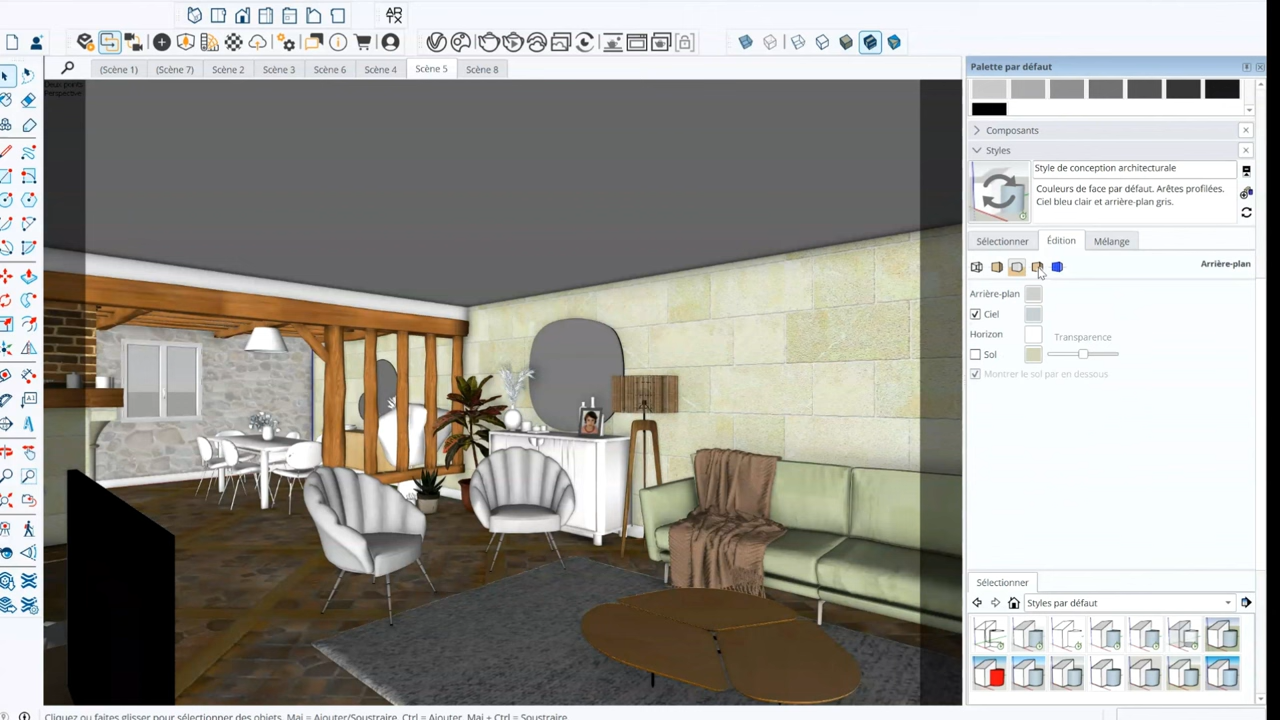 ARTX
(Scène 1) (Scène 7) Scène 2 Scène 3 Scène 6 Scène 4 Scène 5 Scène 8
Deux points
Perspective
Palette par défaut
Composants
Styles
Style de conception architecturale
Couleurs de face par défaut. Arêtes profilées.
Ciel bleu clair et arrière-plan gris.
Sélectionner Édition Mélange
Arrière-plan
Arrière-plan
Ciel
Horizon Transparence
Sol
Montrer le sol par en dessous
Sélectionner
Styles par défaut
Cliquez ou faites glisser pour sélectionner des objets. Maj = Ajouter/Soustraire. Ctrl = Ajouter. Maj + Ctrl = Soustraire.